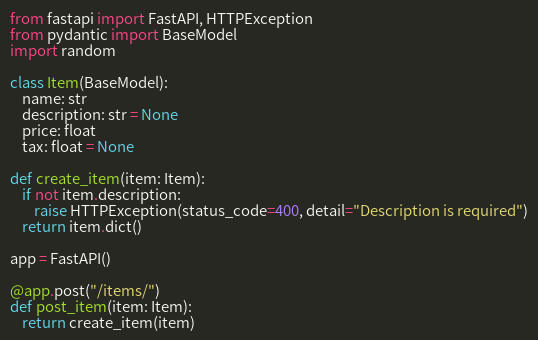 from fastapi import FastAPI, HTTPException
from pydantic import BaseModel
import random

class Item(BaseModel):
    name: str
    description: str = None
    price: float
    tax: float = None

def create_item(item: Item):
    if not item.description:
        raise HTTPException(status_code=400, detail="Description is required")
    return item.dict()

app = FastAPI()

@app.post("/items/")
def post_item(item: Item):
    return create_item(item)